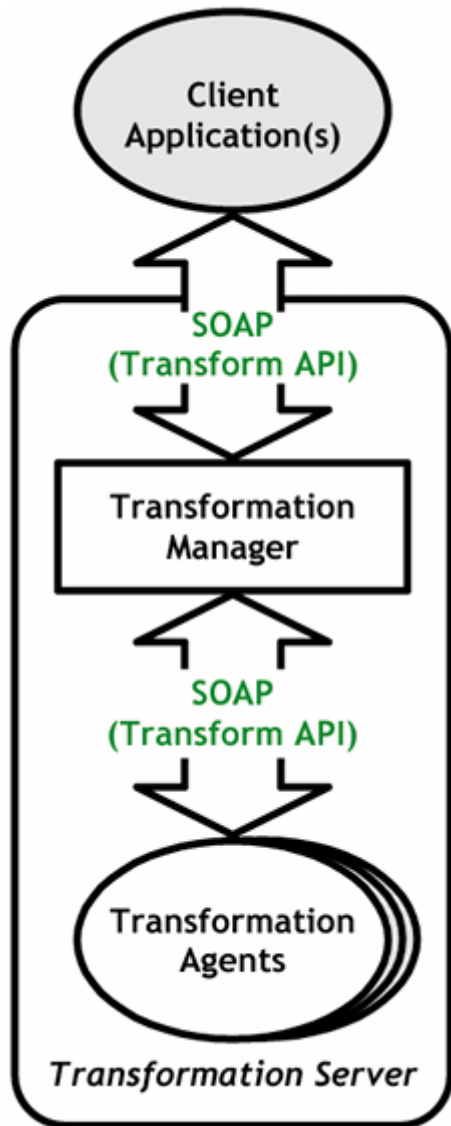 Client
Application(s)
SOAP
(Transform API)
Transformation
Manager
SOAP
(Transform API)
Transformation
Agents
Transformation Server